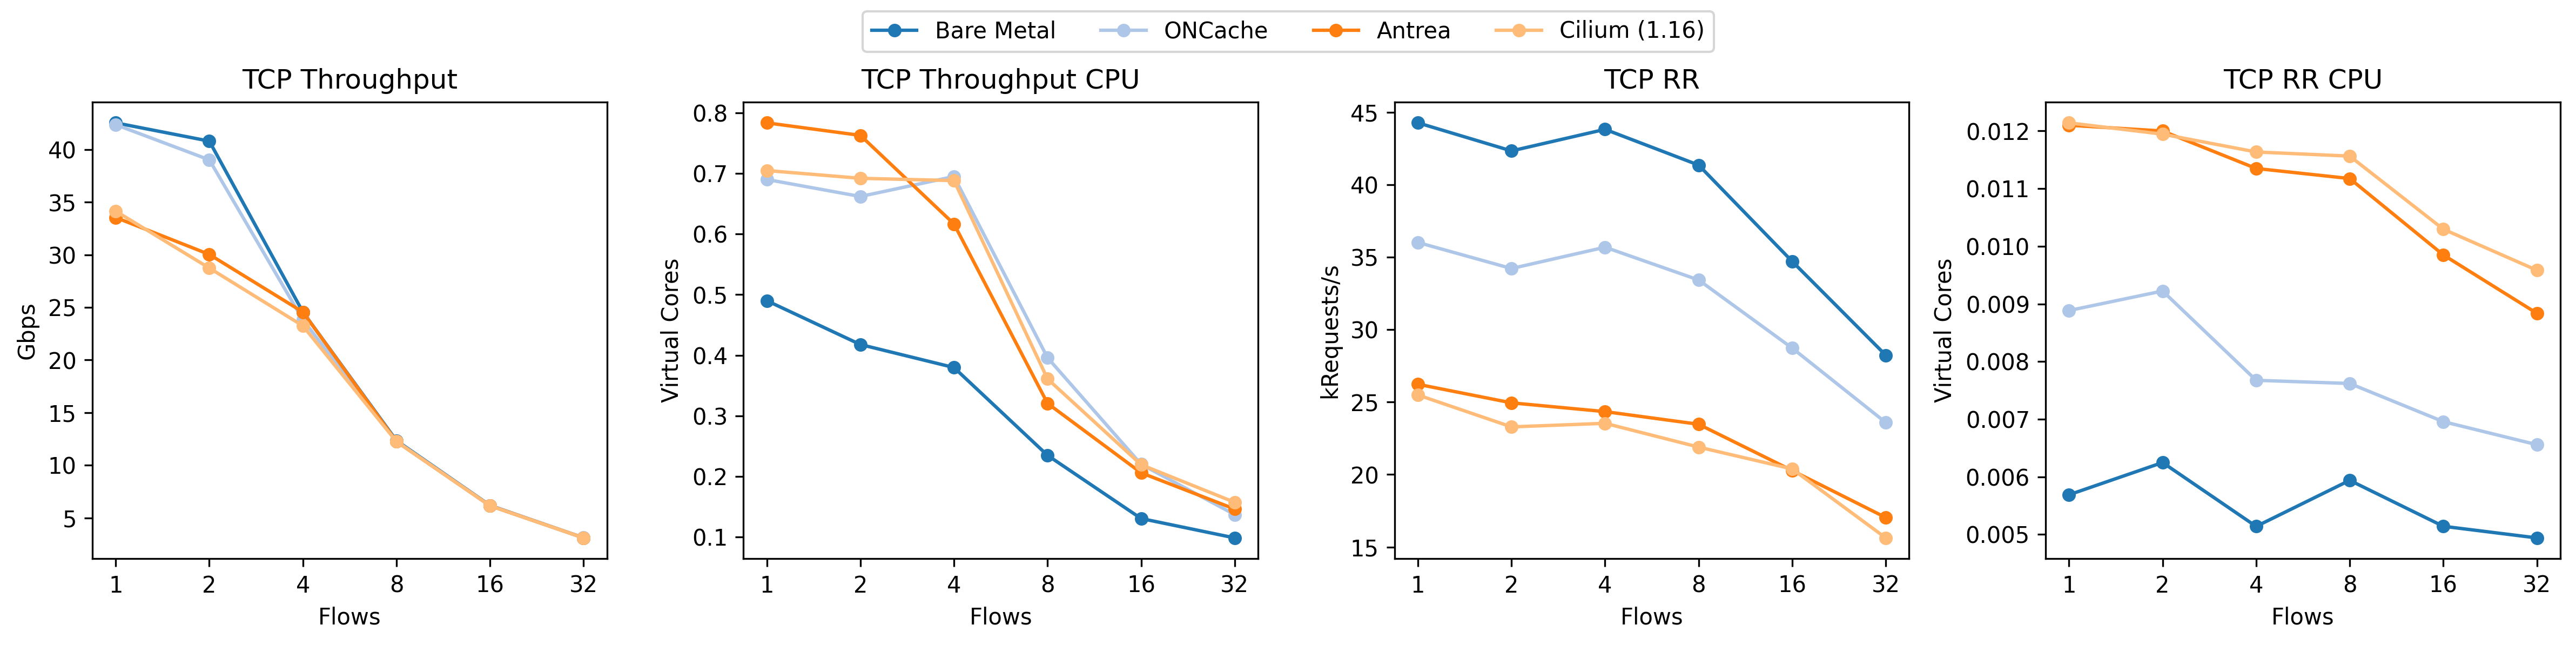 Bare Metal ONCache Antrea Cilium (1.16)
TCP Throughput
40
35
30
25
20
15
10
5
Gbps
1 2 4 8 16 32
Flows
TCP Throughput CPU
0.8
0.7
0.6
0.5
0.4
0.3
0.2
0.1
Virtual Cores
1 2 4 8 16 32
Flows
TCP RR
45
40
35
30
25
20
15
kRequests/s
1 2 4 8 16 32
Flows
TCP RR CPU
0.012
0.011
0.010
0.009
0.008
0.007
0.006
0.005
Virtual Cores
1 2 4 8 16 32
Flows